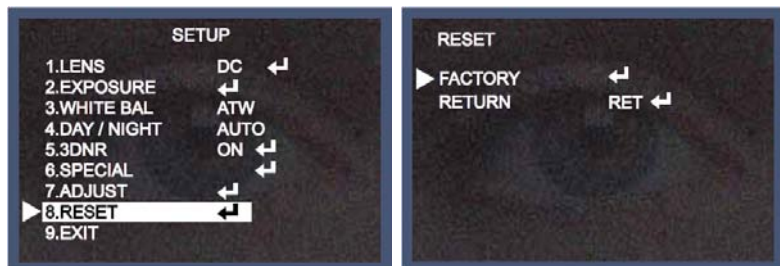 SETUP
1.LENS DC ↵
2.EXPOSURE ↵
3.WHITE BAL ATW
4.DAY / NIGHT AUTO
5.3DNR ON ↵
6.SPECIAL ↵
7.ADJUST ↵
8.RESET ↵
9.EXIT
RESET
FACTORY ↵
RETURN RET ↵